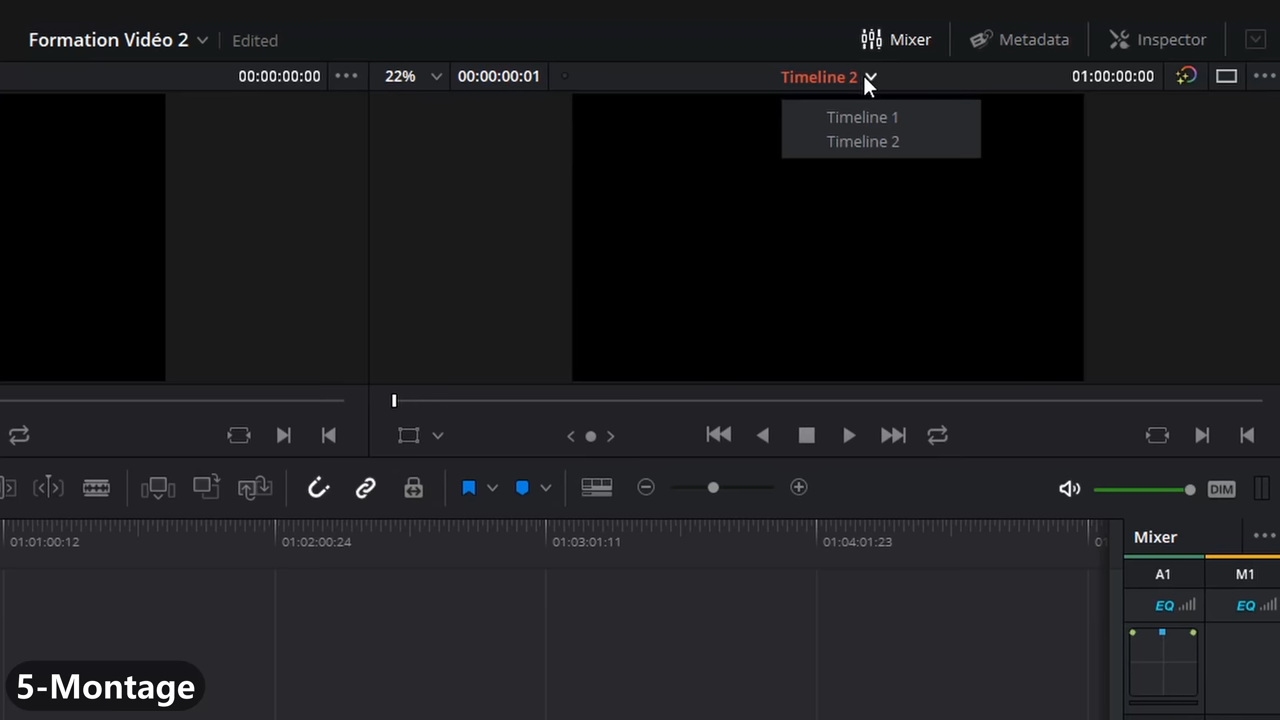 Formation Vidéo 2
Edited
Mixer
Metadata
Inspector
00:00:00:00
22%
00:00:00:01
Timeline 2
01:00:00:00
Timeline 1
Timeline 2
DIM
01:01:00:12
01:02:00:24
01:03:01:11
01:04:01:23
01
Mixer
A1
M1
EQ
EQ
5-Montage